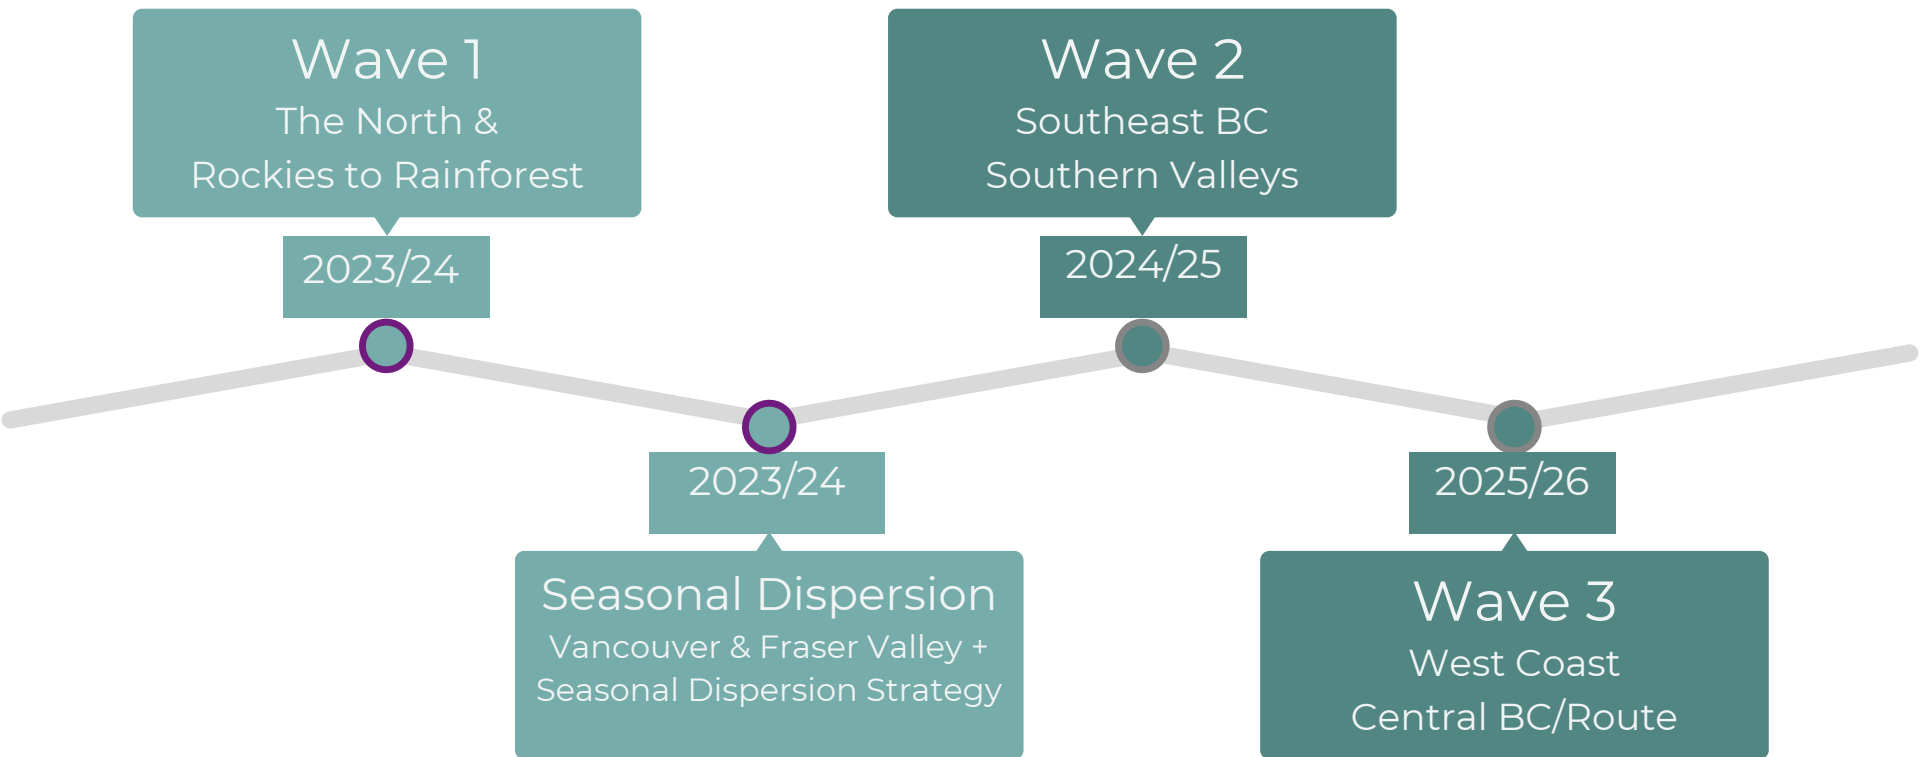 Wave 1
The North &
Rockies to Rainforest
2023/24
Wave 2
Southeast BC
Southern Valleys
2024/25
2023/24
Seasonal Dispersion
Vancouver & Fraser Valley +
Seasonal Dispersion Strategy
2025/26
Wave 3
West Coast
Central BC/Route